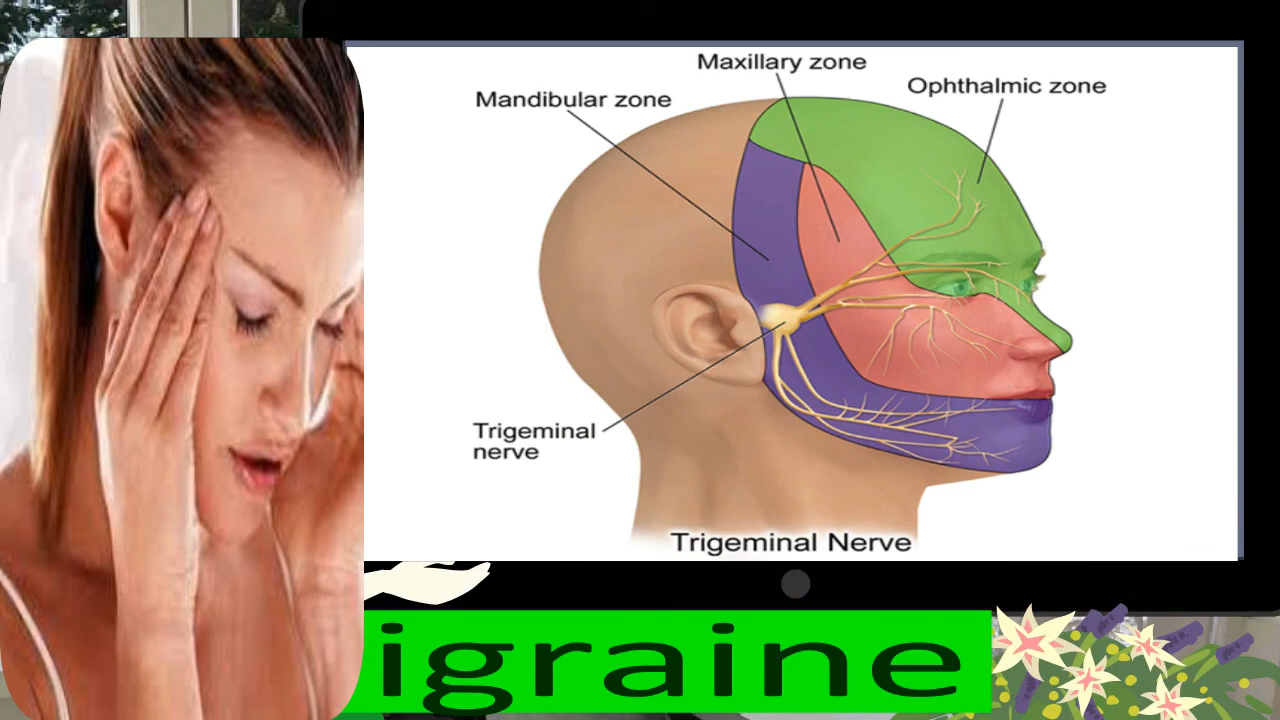 Maxillary zone
Ophthalmic zone
Mandibular zone
Trigeminal
nerve
Trigeminal Nerve
igraine